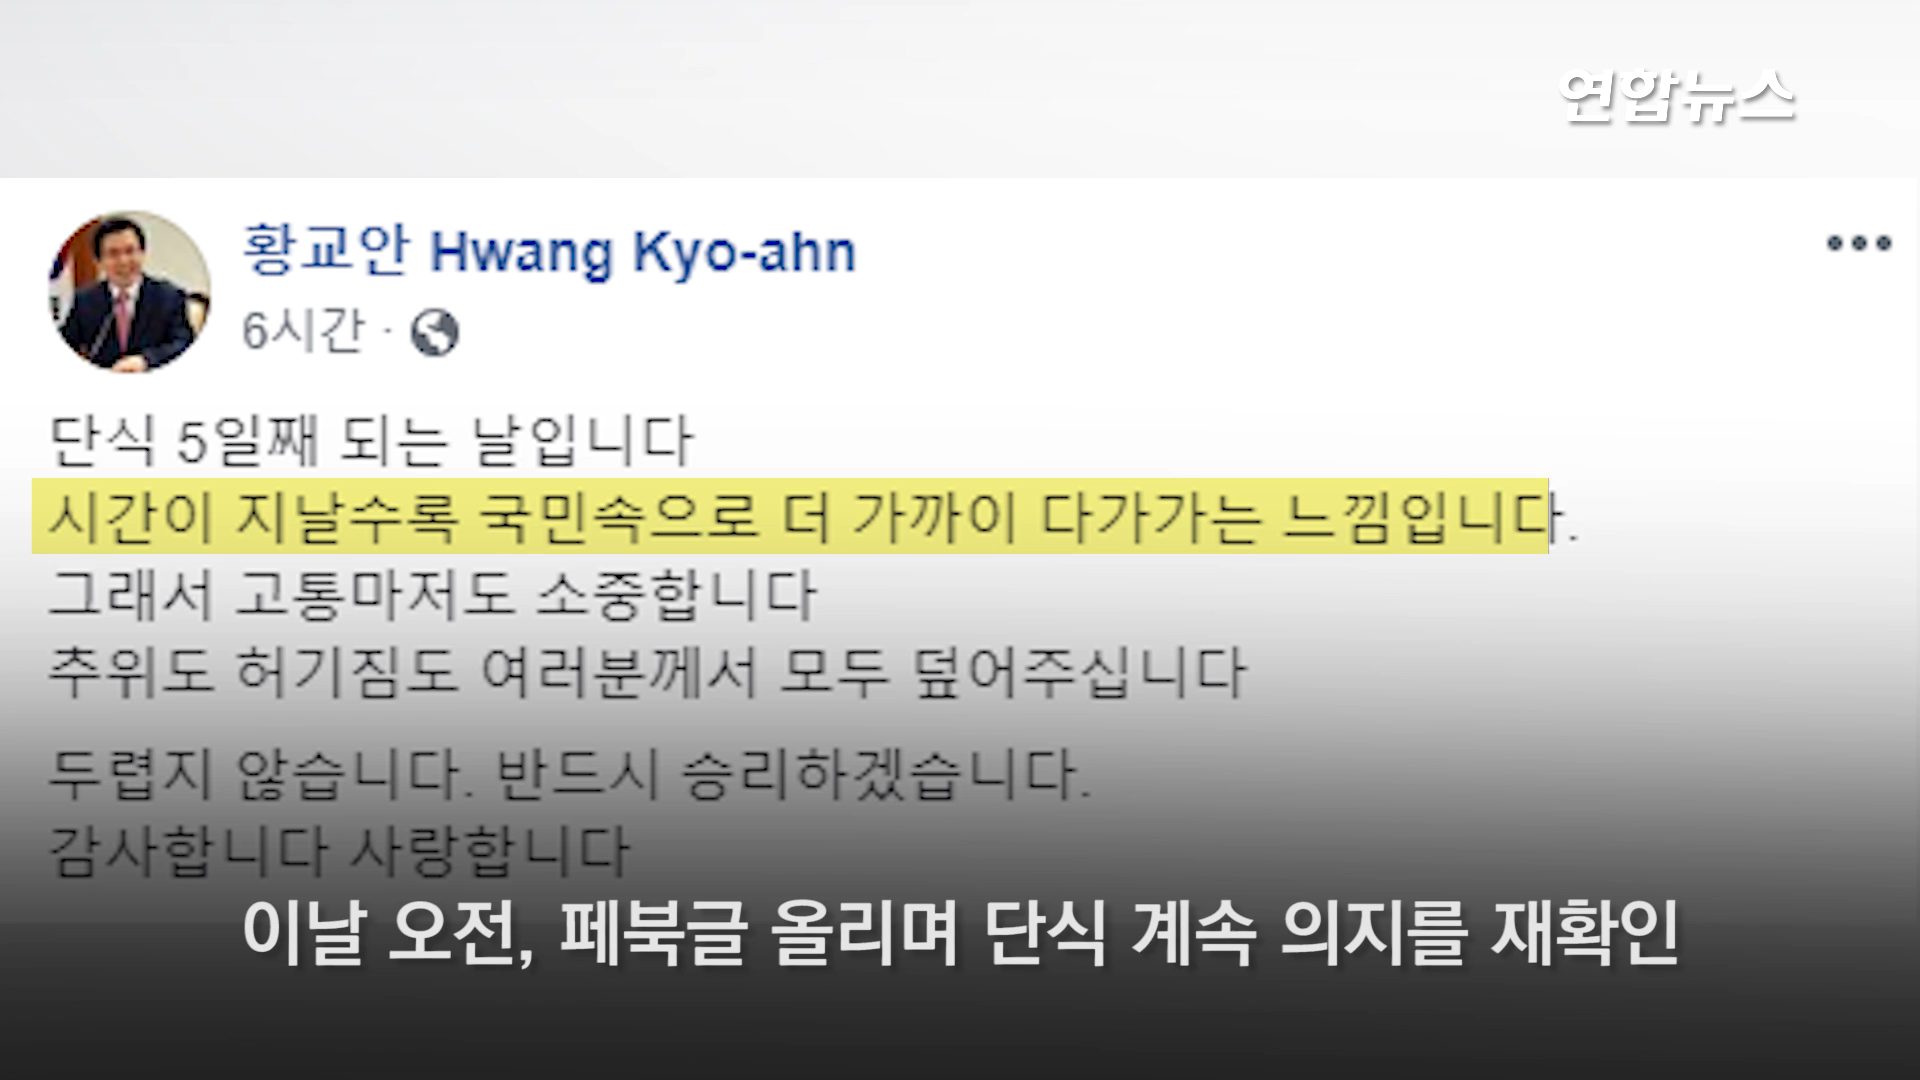 연합뉴스
황교안 Hwang Kyo-ahn
6시간 ·
단식 5일째 되는 날입니다
시간이 지날수록 국민속으로 더 가까이 다가가는 느낌입니다.
그래서 고통마저도 소중합니다
추위도 허기짐도 여러분께서 모두 덮어주십니다
두렵지 않습니다. 반드시 승리하겠습니다.
감사합니다 사랑합니다
이날 오전, 페북글 올리며 단식 계속 의지를 재확인